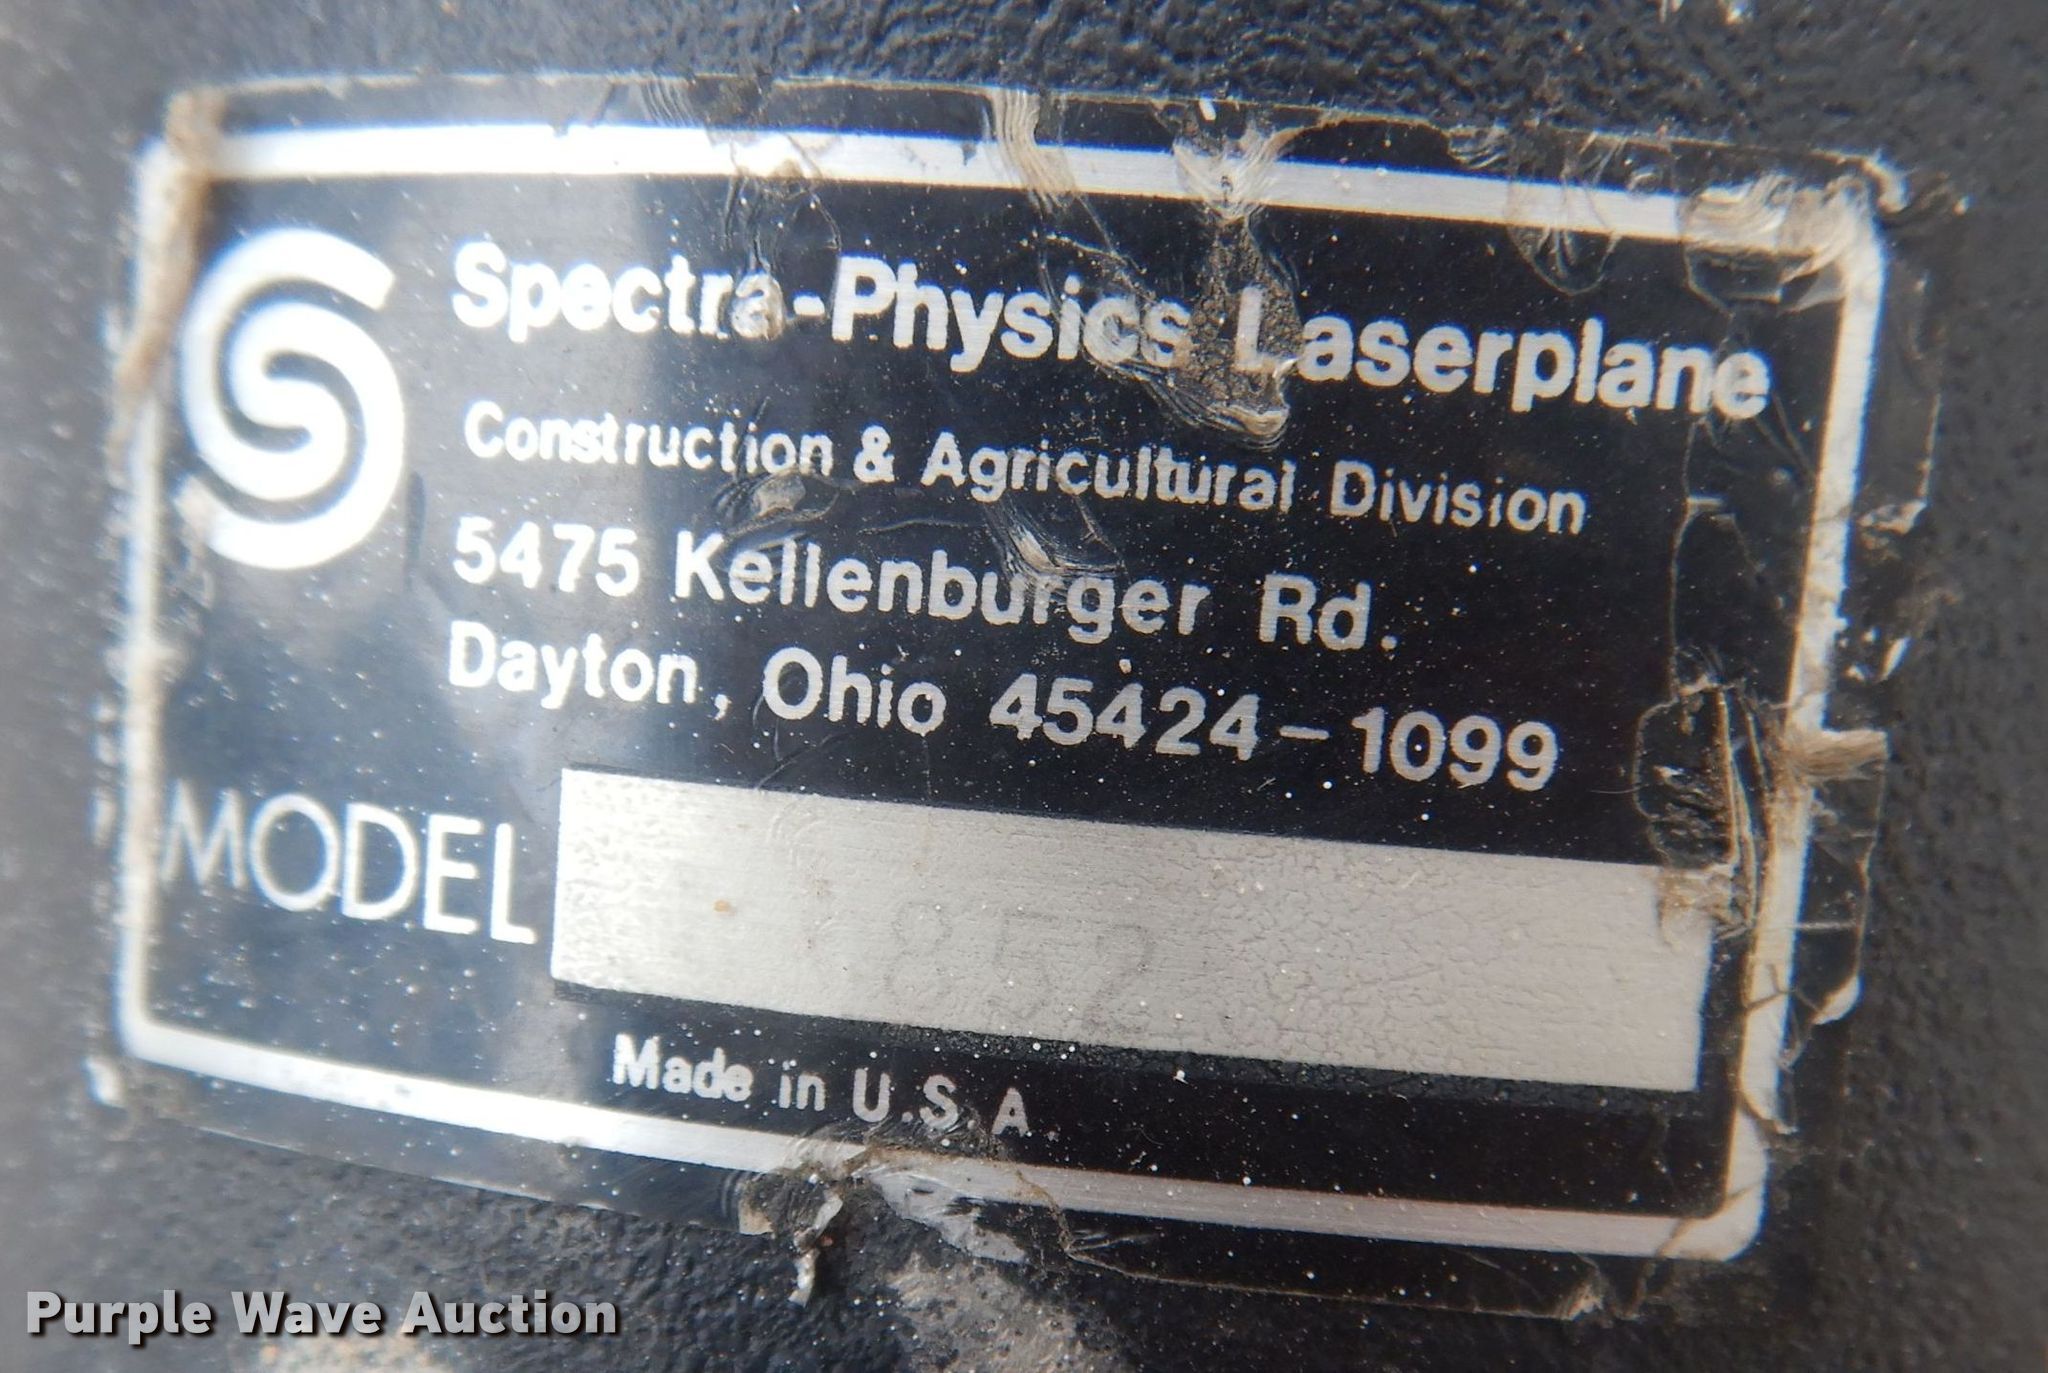 Spectra-Physics Laserplane
Construction & Agricultural Division
5475 Kellenburger Rd.
Dayton, Ohio 45424-1099
MODEL 852
Made in U.S.A.
Purple Wave Auction